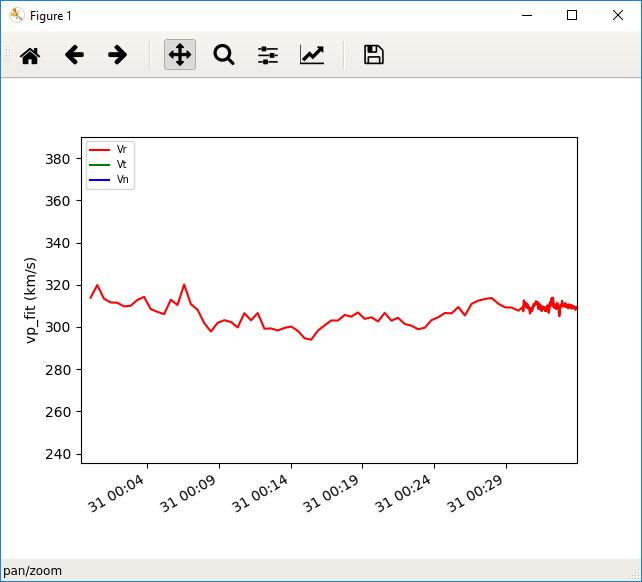 Figure 1
Vr
Vt
Vn
380
360
340
320
300
280
260
240
vp_fit (km/s)
31 00:04
31 00:09
31 00:14
31 00:19
31 00:24
31 00:29
pan/zoom